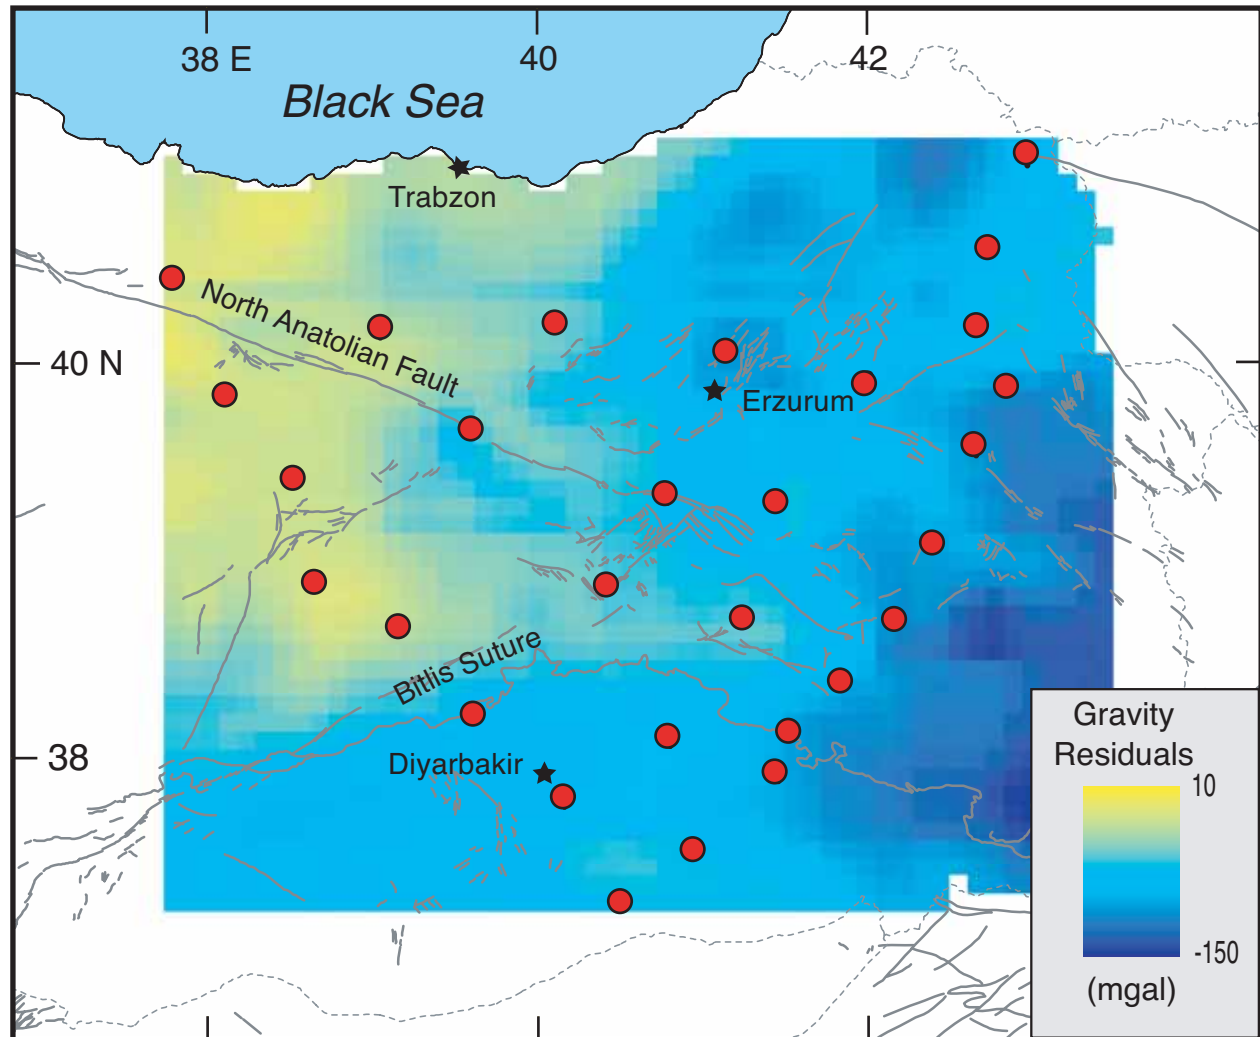 38 E
40
42
Black Sea
Trabzon
North Anatolian Fault
40 N
Erzurum
Bitlis Suture
Diyarbakir
38
Gravity
Residuals
10
-150
(mgal)